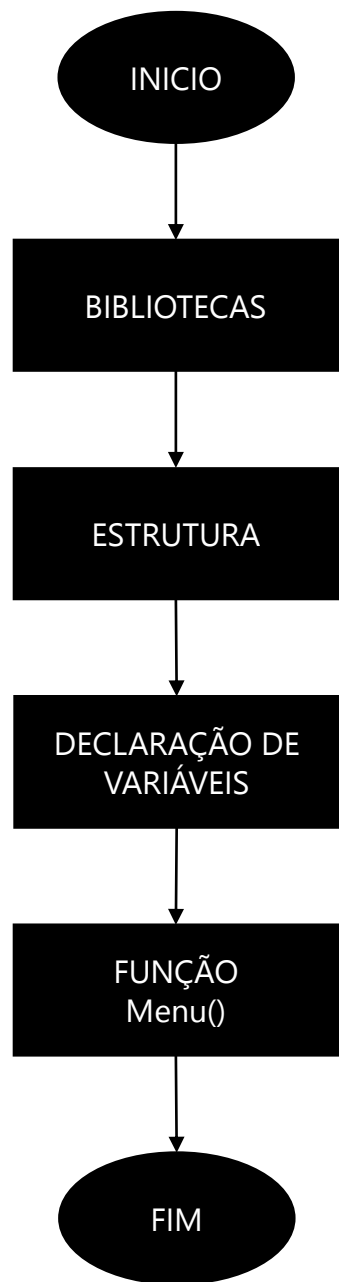 INICIO
BIBLIOTECAS
ESTRUTURA
DECLARAÇÃO DE
VARIÁVEIS
FUNÇÃO
Menu()
FIM